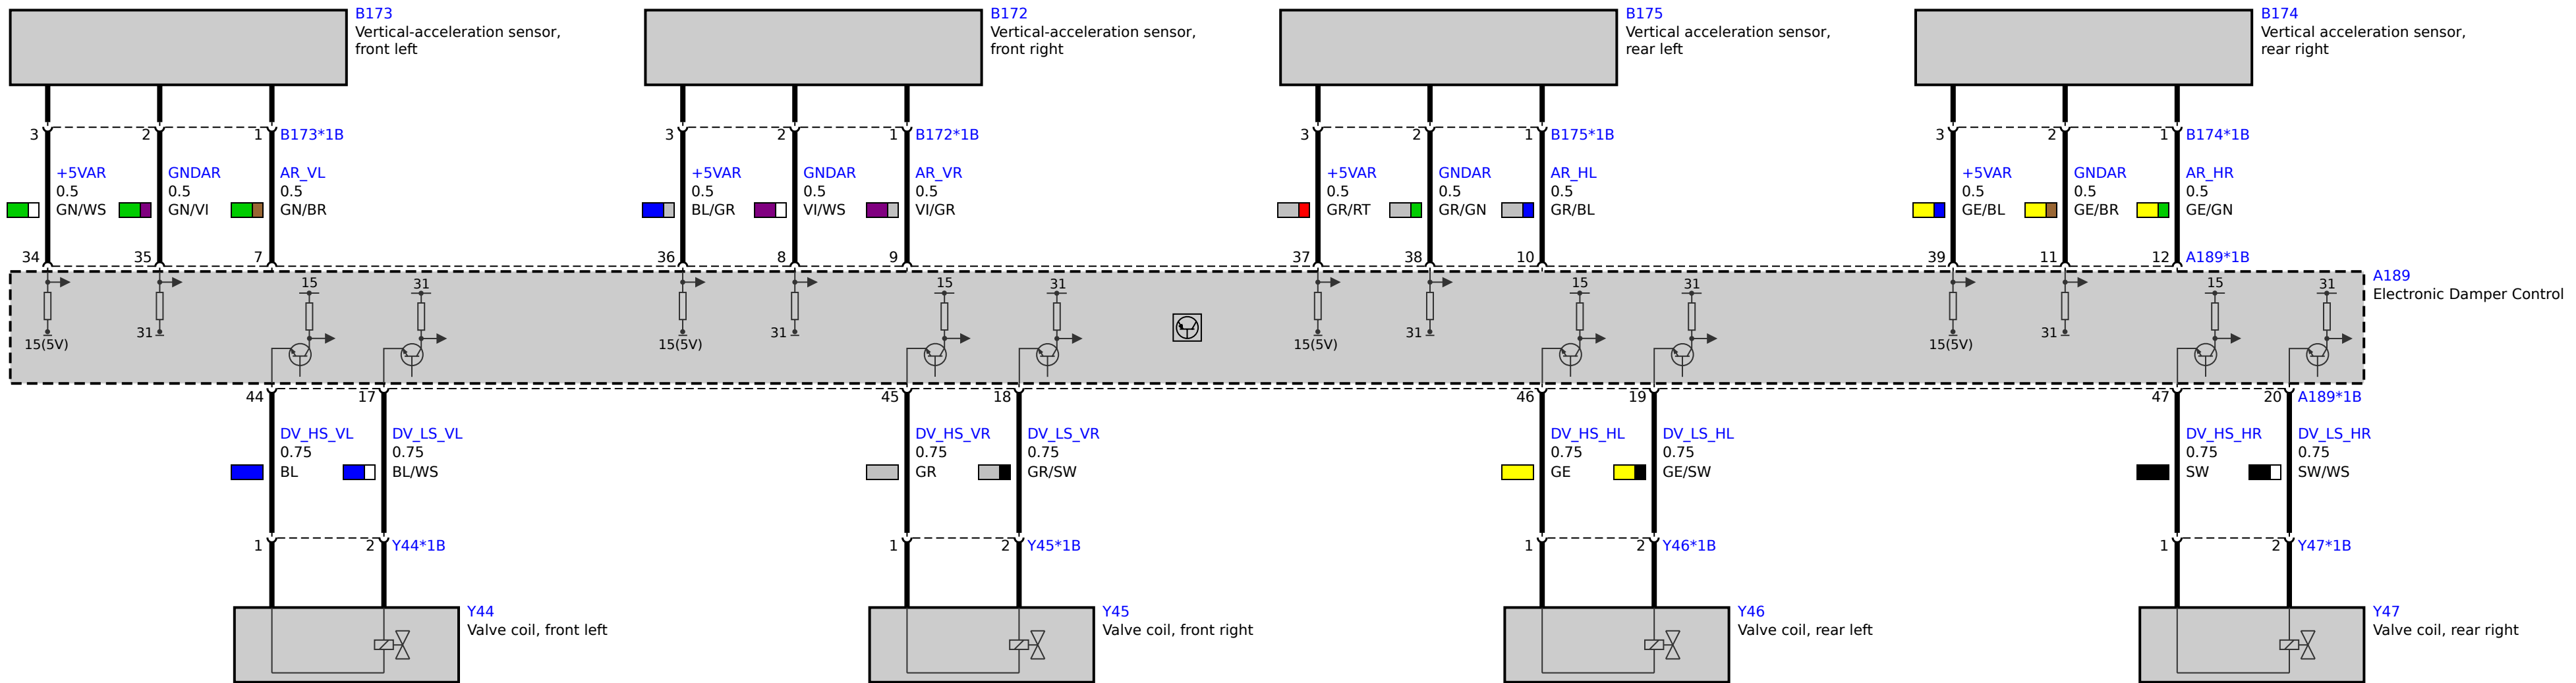 B173
Vertical-acceleration sensor,
front left
B172
Vertical-acceleration sensor,
front right
B175
Vertical acceleration sensor,
rear left
B174
Vertical acceleration sensor,
rear right
3 2 1 B173*1B
3 2 1 B172*1B
3 2 1 B175*1B
3 2 1 B174*1B
+5VAR GNDAR AR_VL
0.5 0.5 0.5
GN/WS GN/VI GN/BR
+5VAR GNDAR AR_VR
0.5 0.5 0.5
BL/GR VI/WS VI/GR
+5VAR GNDAR AR_HL
0.5 0.5 0.5
GR/RT GR/GN GR/BL
+5VAR GNDAR AR_HR
0.5 0.5 0.5
GE/BL GE/BR GE/GN
34 35 7 36 8 9 37 38 10 39 11 12 A189*1B
A189
Electronic Damper Control
15 31 15 31 15 31 15 31
31 31 31 31
15(5V) 15(5V) 15(5V) 15(5V)
44 17 45 18 46 19 47 20 A189*1B
DV_HS_VL DV_LS_VL
0.75 0.75
BL BL/WS
DV_HS_VR DV_LS_VR
0.75 0.75
GR GR/SW
DV_HS_HL DV_LS_HL
0.75 0.75
GE GE/SW
DV_HS_HR DV_LS_HR
0.75 0.75
SW SW/WS
1 2 Y44*1B
1 2 Y45*1B
1 2 Y46*1B
1 2 Y47*1B
Y44
Valve coil, front left
Y45
Valve coil, front right
Y46
Valve coil, rear left
Y47
Valve coil, rear right